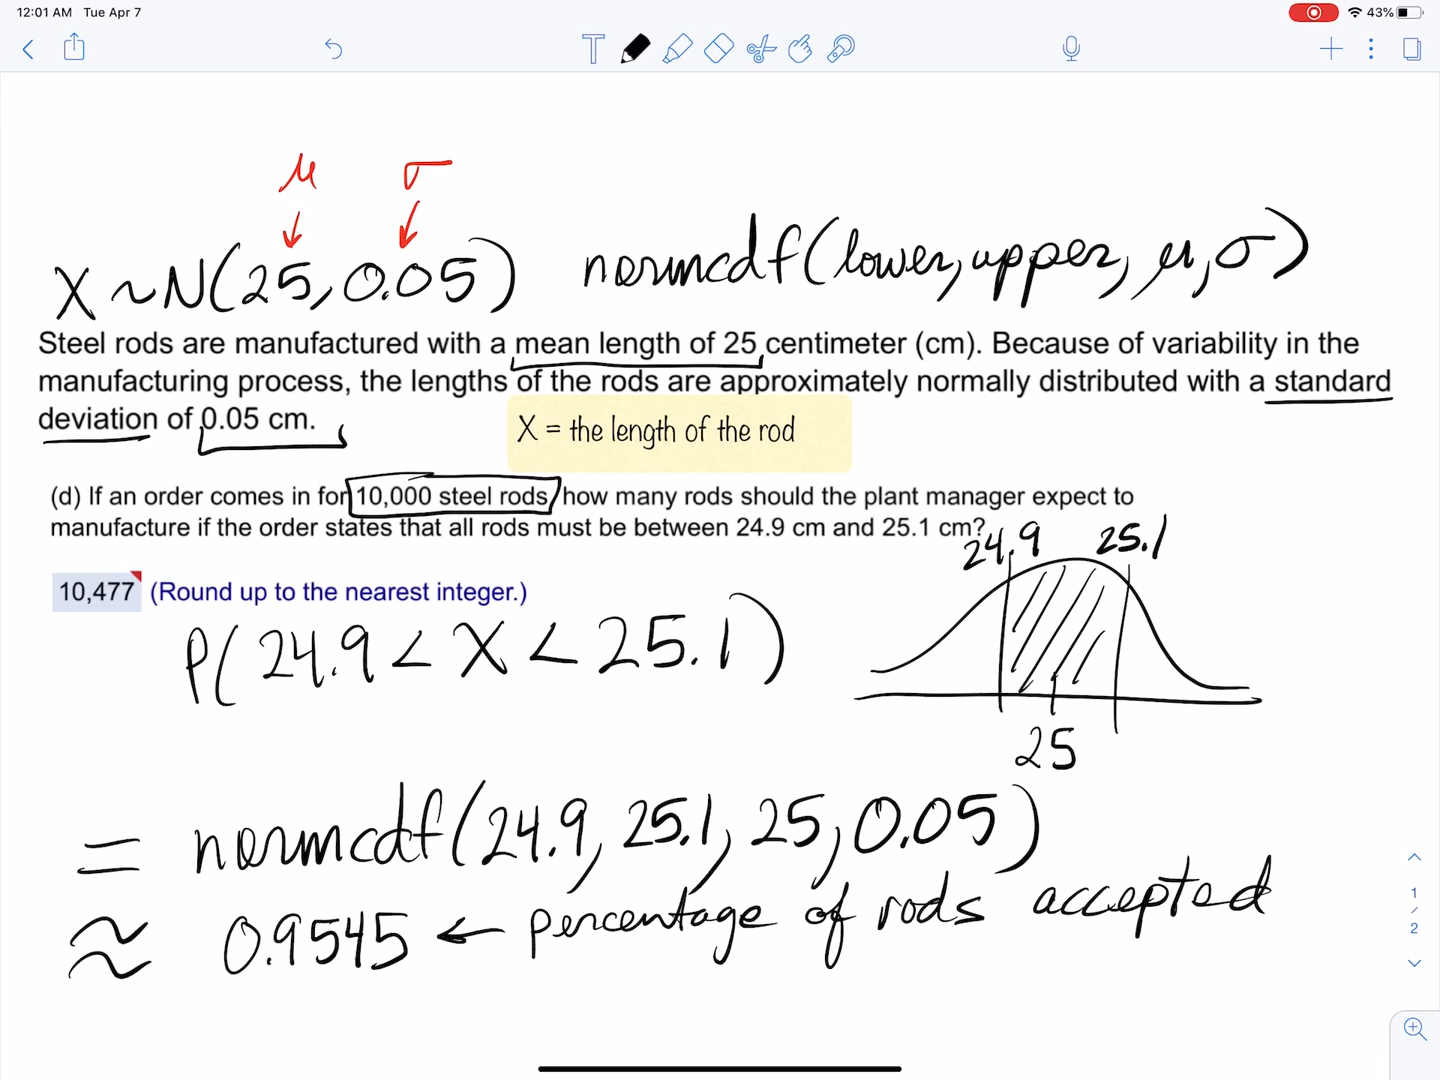 12:01 AM Tue Apr 7
43%
T
μ σ
X ~ N(25, 0.05) normcdf(lower, upper, μ, σ)
Steel rods are manufactured with a mean length of 25 centimeter (cm). Because of variability in the
manufacturing process, the lengths of the rods are approximately normally distributed with a standard
deviation of 0.05 cm.
X = the length of the rod
(d) If an order comes in for 10,000 steel rods, how many rods should the plant manager expect to
manufacture if the order states that all rods must be between 24.9 cm and 25.1 cm?
24.9 25.1
10,477 (Round up to the nearest integer.)
P(24.9 < X < 25.1)
25
= normcdf(24.9, 25.1, 25, 0.05)
≈ 0.9545 ← percentage of rods accepted
1
/
2